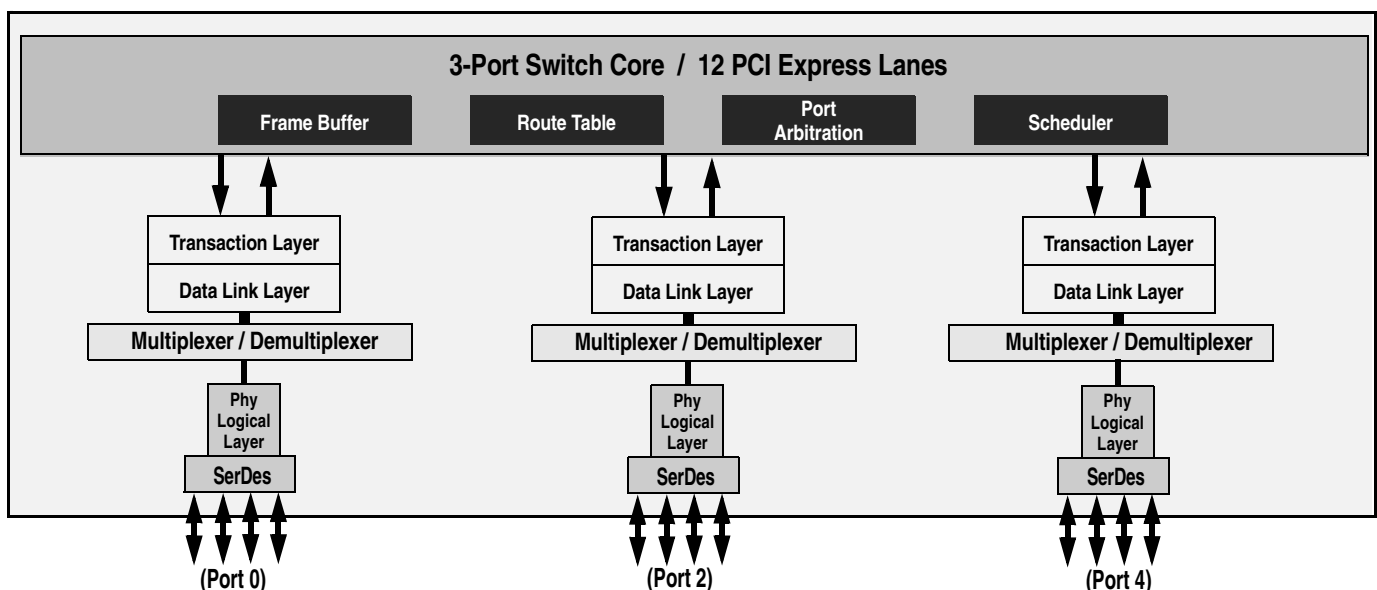 3-Port Switch Core / 12 PCI Express Lanes
Frame Buffer
Route Table
Port
Arbitration
Scheduler
Transaction Layer
Data Link Layer
Multiplexer / Demultiplexer
Phy
Logical
Layer
SerDes
(Port 0)
Transaction Layer
Data Link Layer
Multiplexer / Demultiplexer
Phy
Logical
Layer
SerDes
(Port 2)
Transaction Layer
Data Link Layer
Multiplexer / Demultiplexer
Phy
Logical
Layer
SerDes
(Port 4)